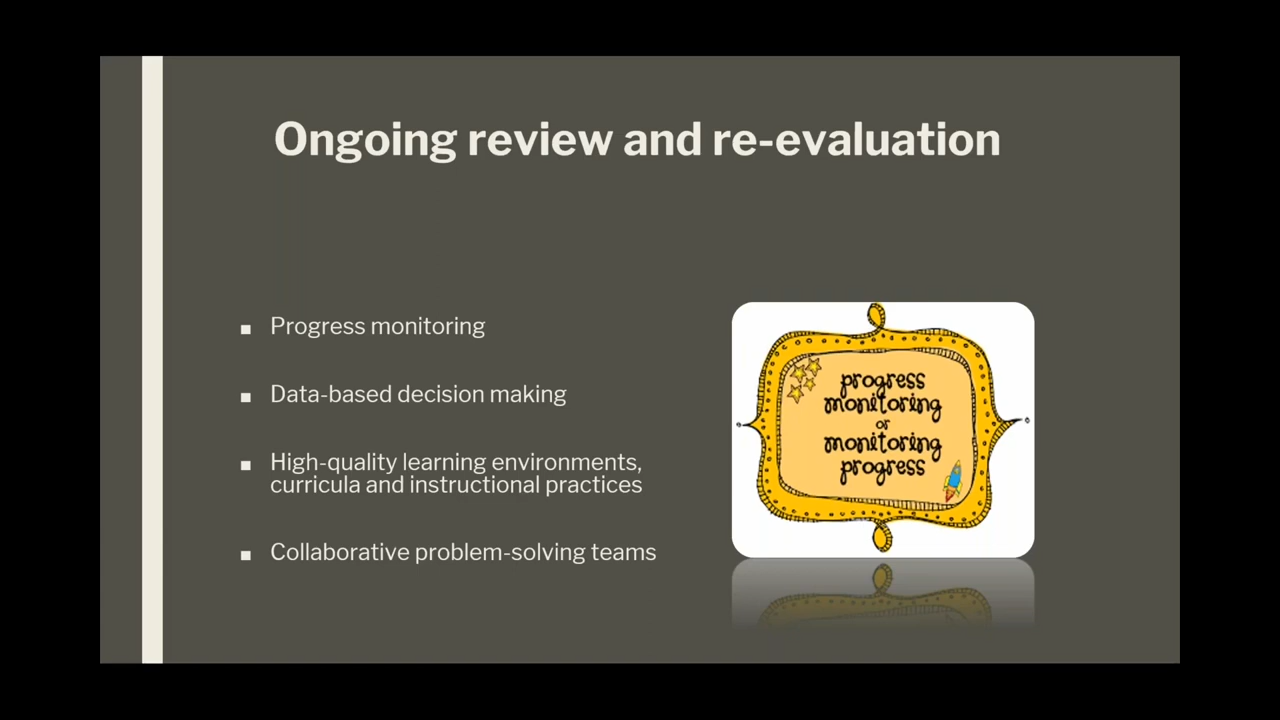 Ongoing review and re-evaluation
Progress monitoring
Data-based decision making
High-quality learning environments,
curricula and instructional practices
Collaborative problem-solving teams
progress
monitoring
or
monitoring
progress